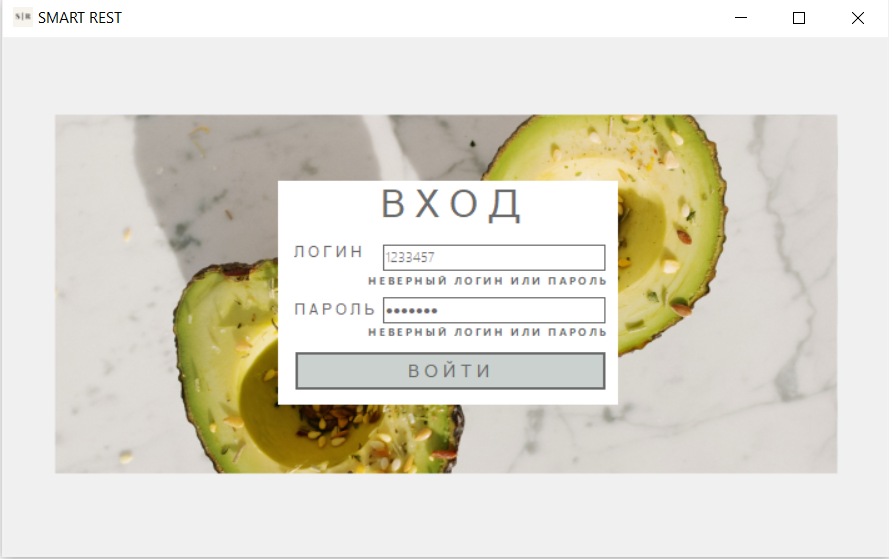 S|R SMART REST
ВХОД
ЛОГИН 1233457
НЕВЕРНЫЙ ЛОГИН ИЛИ ПАРОЛЬ
ПАРОЛЬ •••••••
НЕВЕРНЫЙ ЛОГИН ИЛИ ПАРОЛЬ
ВОЙТИ